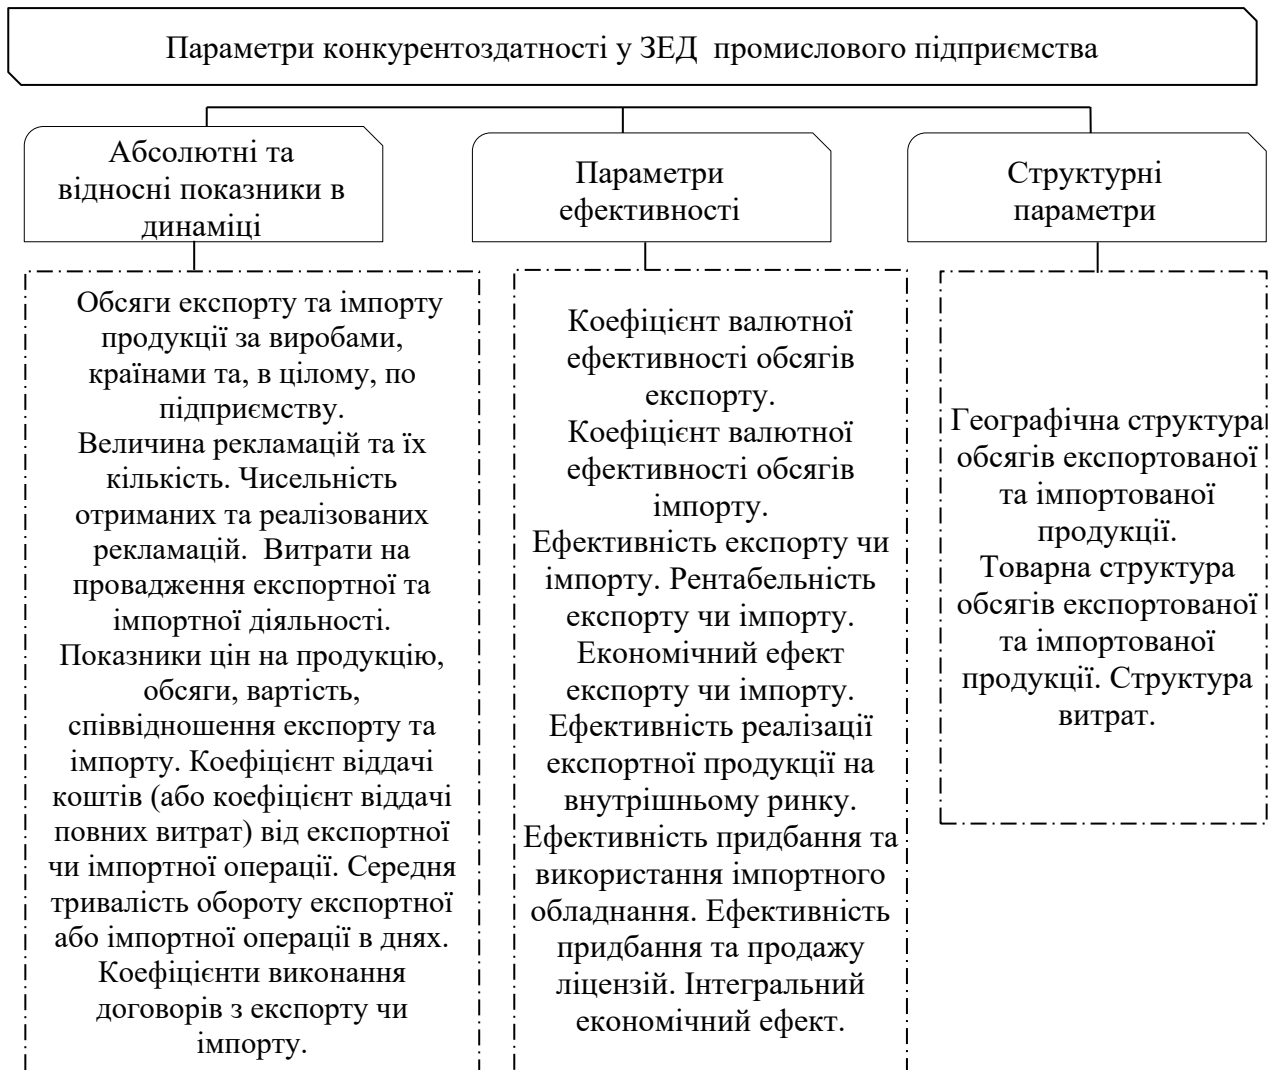 Параметри конкурентоздатності у ЗЕД промислового підприємства
Абсолютні та
відносні показники в
динаміці
Параметри
ефективності
Структурні
параметри
Обсяги експорту та імпорту
продукції за виробами,
країнами та, в цілому, по
підприємству.
Величина рекламацій та їх
кількість. Чисельність
отриманих та реалізованих
рекламацій. Витрати на
провадження експортної та
імпортної діяльності.
Показники цін на продукцію,
обсяги, вартість,
співвідношення експорту та
імпорту. Коефіцієнт віддачі
коштів (або коефіцієнт віддачі
повних витрат) від експортної
чи імпортної операції. Середня
тривалість обороту експортної
або імпортної операції в днях.
Коефіцієнти виконання
договорів з експорту чи
імпорту.
Коефіцієнт валютної
ефективності обсягів
експорту.
Коефіцієнт валютної
ефективності обсягів
імпорту.
Ефективність експорту чи
імпорту. Рентабельність
експорту чи імпорту.
Економічний ефект
експорту чи імпорту.
Ефективність реалізації
експортної продукції на
внутрішньому ринку.
Ефективність придбання та
використання імпортного
обладнання. Ефективність
придбання та продажу
ліцензій. Інтегральний
економічний ефект.
Географічна структура
обсягів експортованої
та імпортованої
продукції.
Товарна структура
обсягів експортованої
та імпортованої
продукції. Структура
витрат.